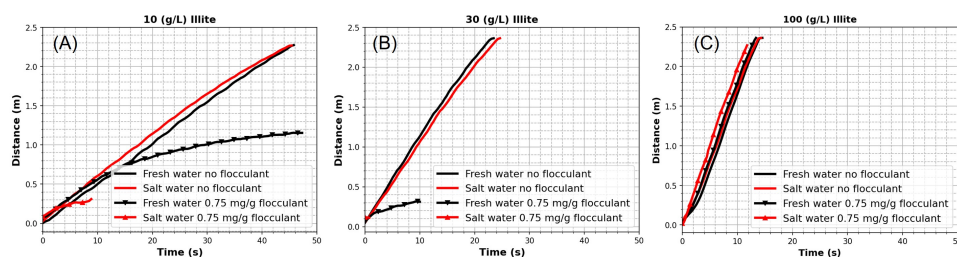 10 (g/L) Illite
(A)
2.5
2.0
1.5
1.0
0.5
0.0
Distance (m)
0
10
20
30
40
50
Time (s)
Fresh water no flocculant
Salt water no flocculant
Fresh water 0.75 mg/g flocculant
Salt water 0.75 mg/g flocculant
30 (g/L) Illite
(B)
2.5
2.0
1.5
1.0
0.5
0.0
Distance (m)
0
10
20
30
40
50
Time (s)
Fresh water no flocculant
Salt water no flocculant
Fresh water 0.75 mg/g flocculant
Salt water 0.75 mg/g flocculant
100 (g/L) Illite
(C)
2.5
2.0
1.5
1.0
0.5
0.0
Distance (m)
0
10
20
30
40
50
Time (s)
Fresh water no flocculant
Salt water no flocculant
Fresh water 0.75 mg/g flocculant
Salt water 0.75 mg/g flocculant